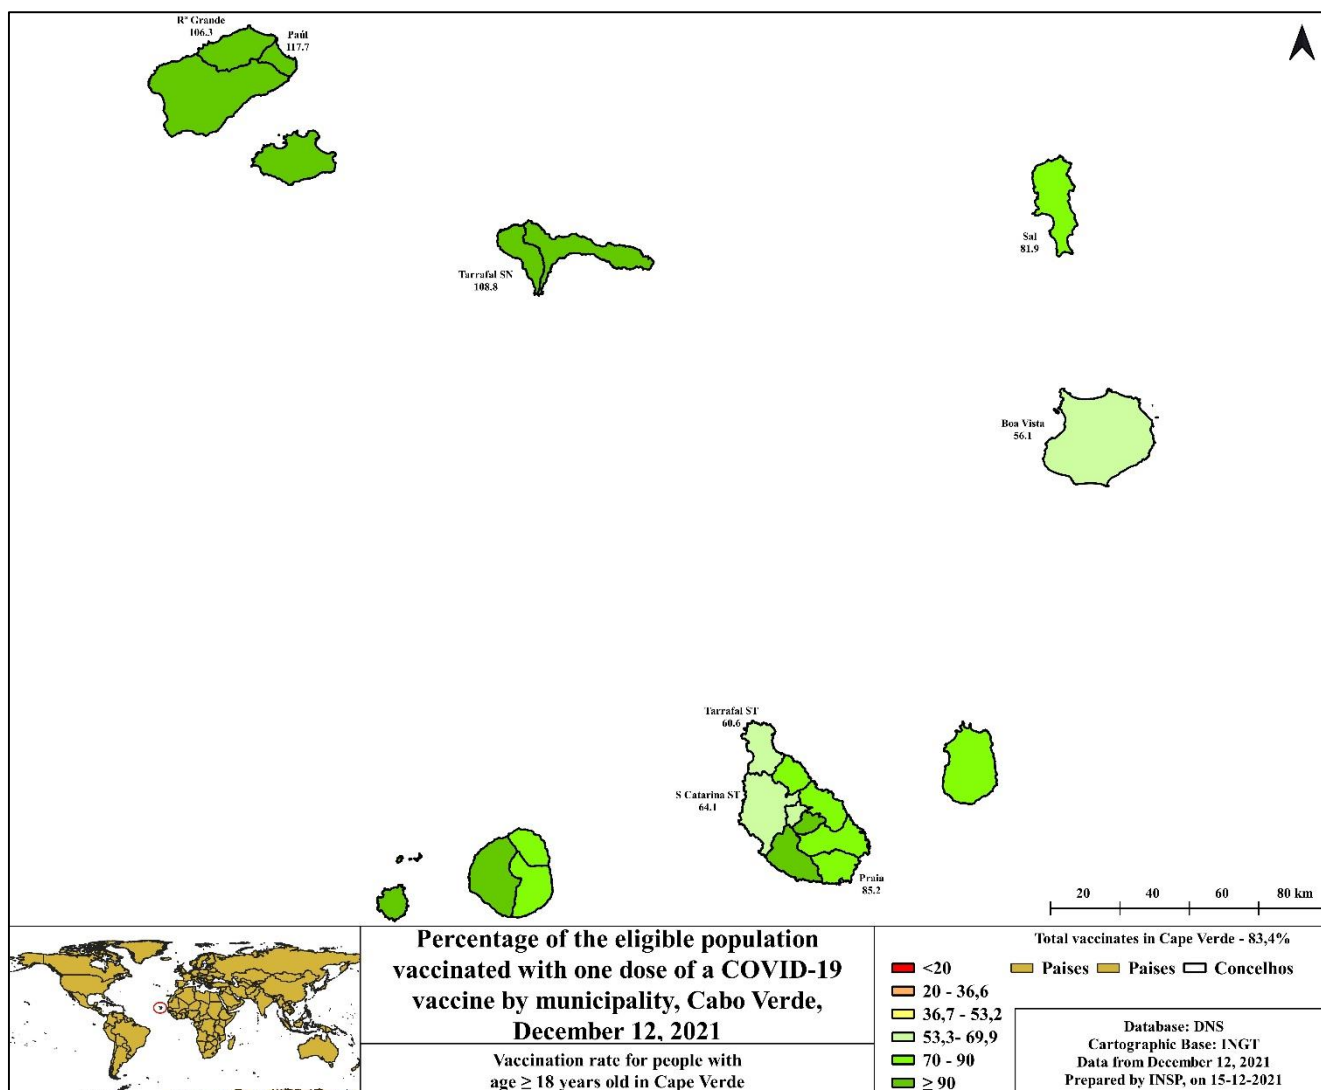 Rª Grande
106.3
Paúl
117.7
Tarrafal SN
108.8
Sal
81.9
Boa Vista
56.1
Tarrafal ST
60.6
S Catarina ST
64.1
Praia
85.2
20 40 60 80 km
Percentage of the eligible population
vaccinated with one dose of a COVID-19
vaccine by municipality, Cabo Verde,
December 12, 2021
Vaccination rate for people with
age ≥ 18 years old in Cape Verde
<20
20 - 36,6
36,7 - 53,2
53,3- 69,9
70 - 90
≥ 90
Total vaccinates in Cape Verde - 83,4%
Paises Paises Concelhos
Database: DNS
Cartographic Base: INGT
Data from December 12, 2021
Prepared by INSP, on 15-12-2021